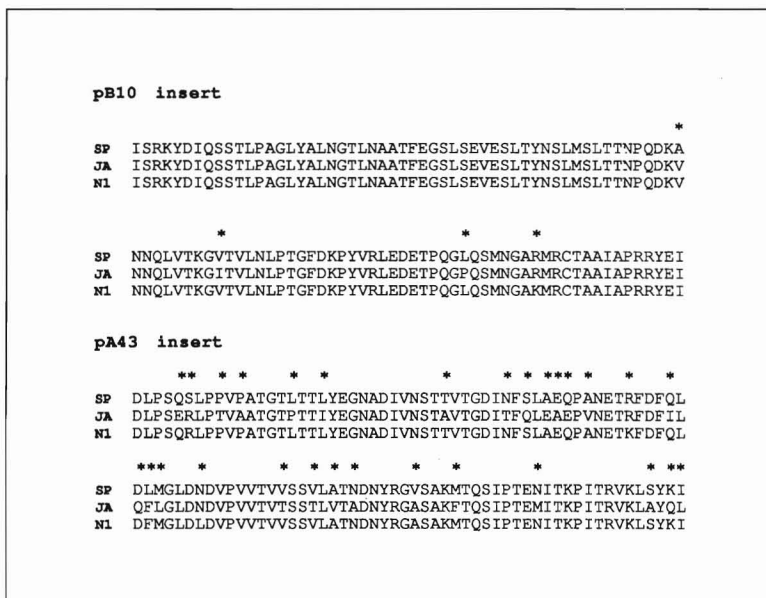 pB10 insert
*
SP ISRKYDIQSSTLPAGLYALNGTLNAATFEGSLSEVESLTYNSLMSLTTNPQDKA
JA ISRKYDIQSSTLPAGLYALNGTLNAATFEGSLSEVESLTYNSLMSLTTNPQDKV
N1 ISRKYDIQSSTLPAGLYALNGTLNAATFEGSLSEVESLTYNSLMSLTTNPQDKV
* * *
SP NNQLVTKGVTVLNLPTGFDKPYVRLEDETPQGLQSMNGARMRCTAAIAPRRYEI
JA NNQLVTKGITVLNLPTGFDKPYVRLEDETPQGPQSMNGARMRCTAAIAPRRYEI
N1 NNQLVTKGVTVLNLPTGFDKPYVRLEDETPQGLQSMNGAKMRCTAAIAPRRYEI
pA43 insert
** * * * * * * *** * * *
SP DLPSQSLPPVPATGTLTTLYEGNADIVNSTTVTGDINFSLAEQPANETRFDFQL
JA DLPSERLPTVAATGTPTTIYEGNADIVNSTAVTGDITFQLEAEPVNETRFDFIL
N1 DLPSQRLPPVPATGTLTTLYEGNADIVNSTTVTGDINFSLAEQPANETKFDFQL
*** * * * * * * * * * **
SP DLMGLDNDVPVVTVVSSVLATNDNYRGVSAKMTQSIPTENITKPITRVKLSYKI
JA QFLGLDNDVPVVTVTSSTLVTADNYRGASAKFTQSIPTEMITKPITRVKLAYQL
N1 DFMGLDLDVPVVTVVSSVLATNDNYRGASAKMTQSIPTENITKPITRVKLSYKI